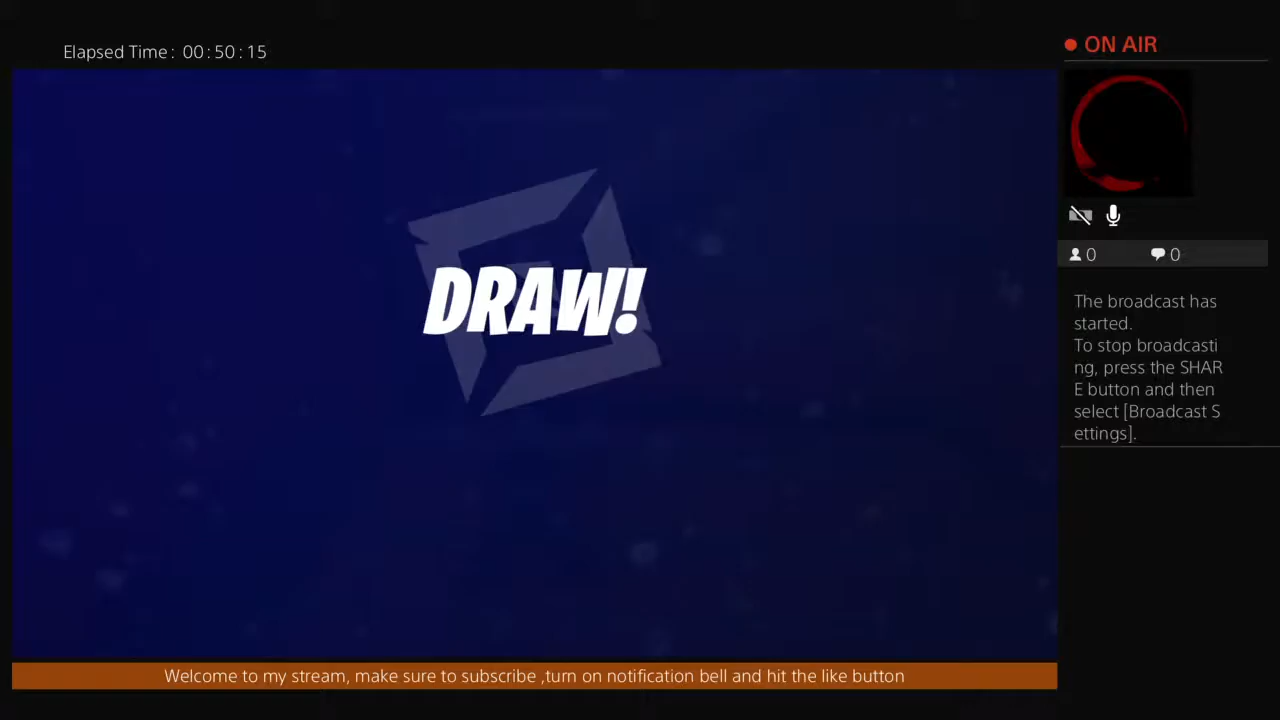 Elapsed Time: 00:50:15
ON AIR
DRAW!
0 0
The broadcast has
started.
To stop broadcasti
ng, press the SHAR
E button and then
select [Broadcast S
ettings].
Welcome to my stream, make sure to subscribe ,turn on notification bell and hit the like button